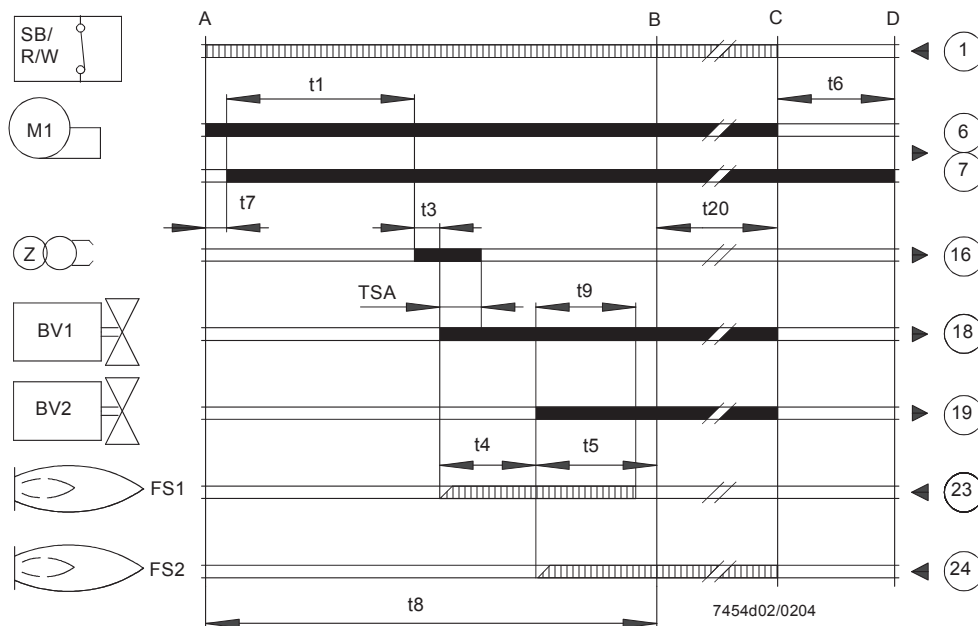 A B C D
SB/
R/W
1
t1 t6
M1
6
7
t7 t3 t20
Z
16
TSA t9
BV1
18
BV2
19
t4 t5
FS1
23
FS2
24
t8
7454d02/0204